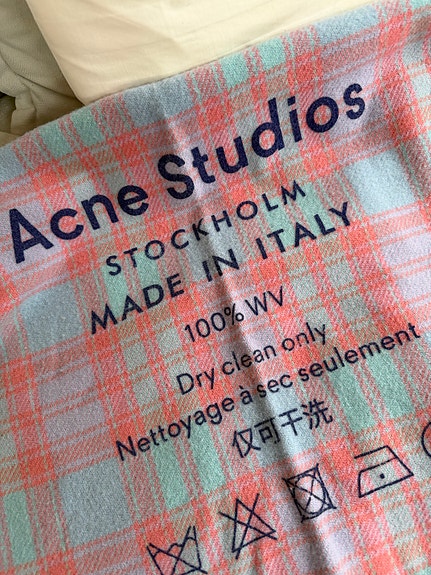 Acne Studios
STOCKHOLM
MADE IN ITALY
100% WV
Dry clean only
Nettoyage à sec seulement
仅可干洗